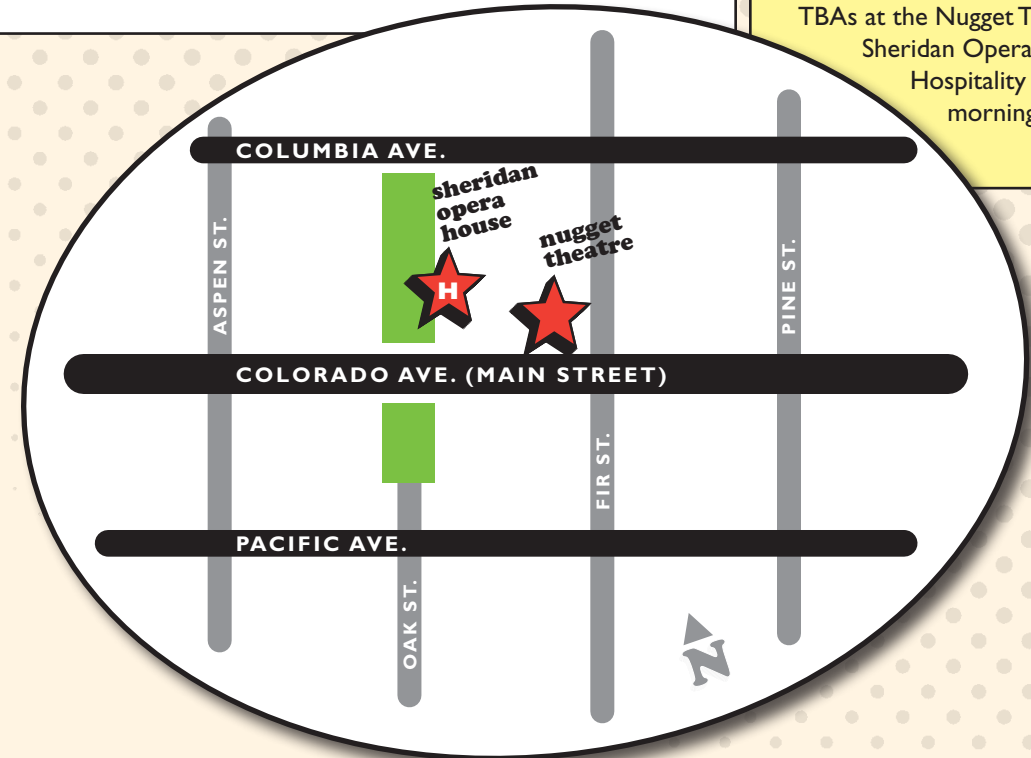 TBAs at the Nugget
Sheridan Opera
Hospitality
morning
COLUMBIA AVE.
sheridan
opera
house
nugget
theatre
ASPEN ST.
PINE ST.
H
COLORADO AVE. (MAIN STREET)
FIR ST.
PACIFIC AVE.
OAK ST.
N